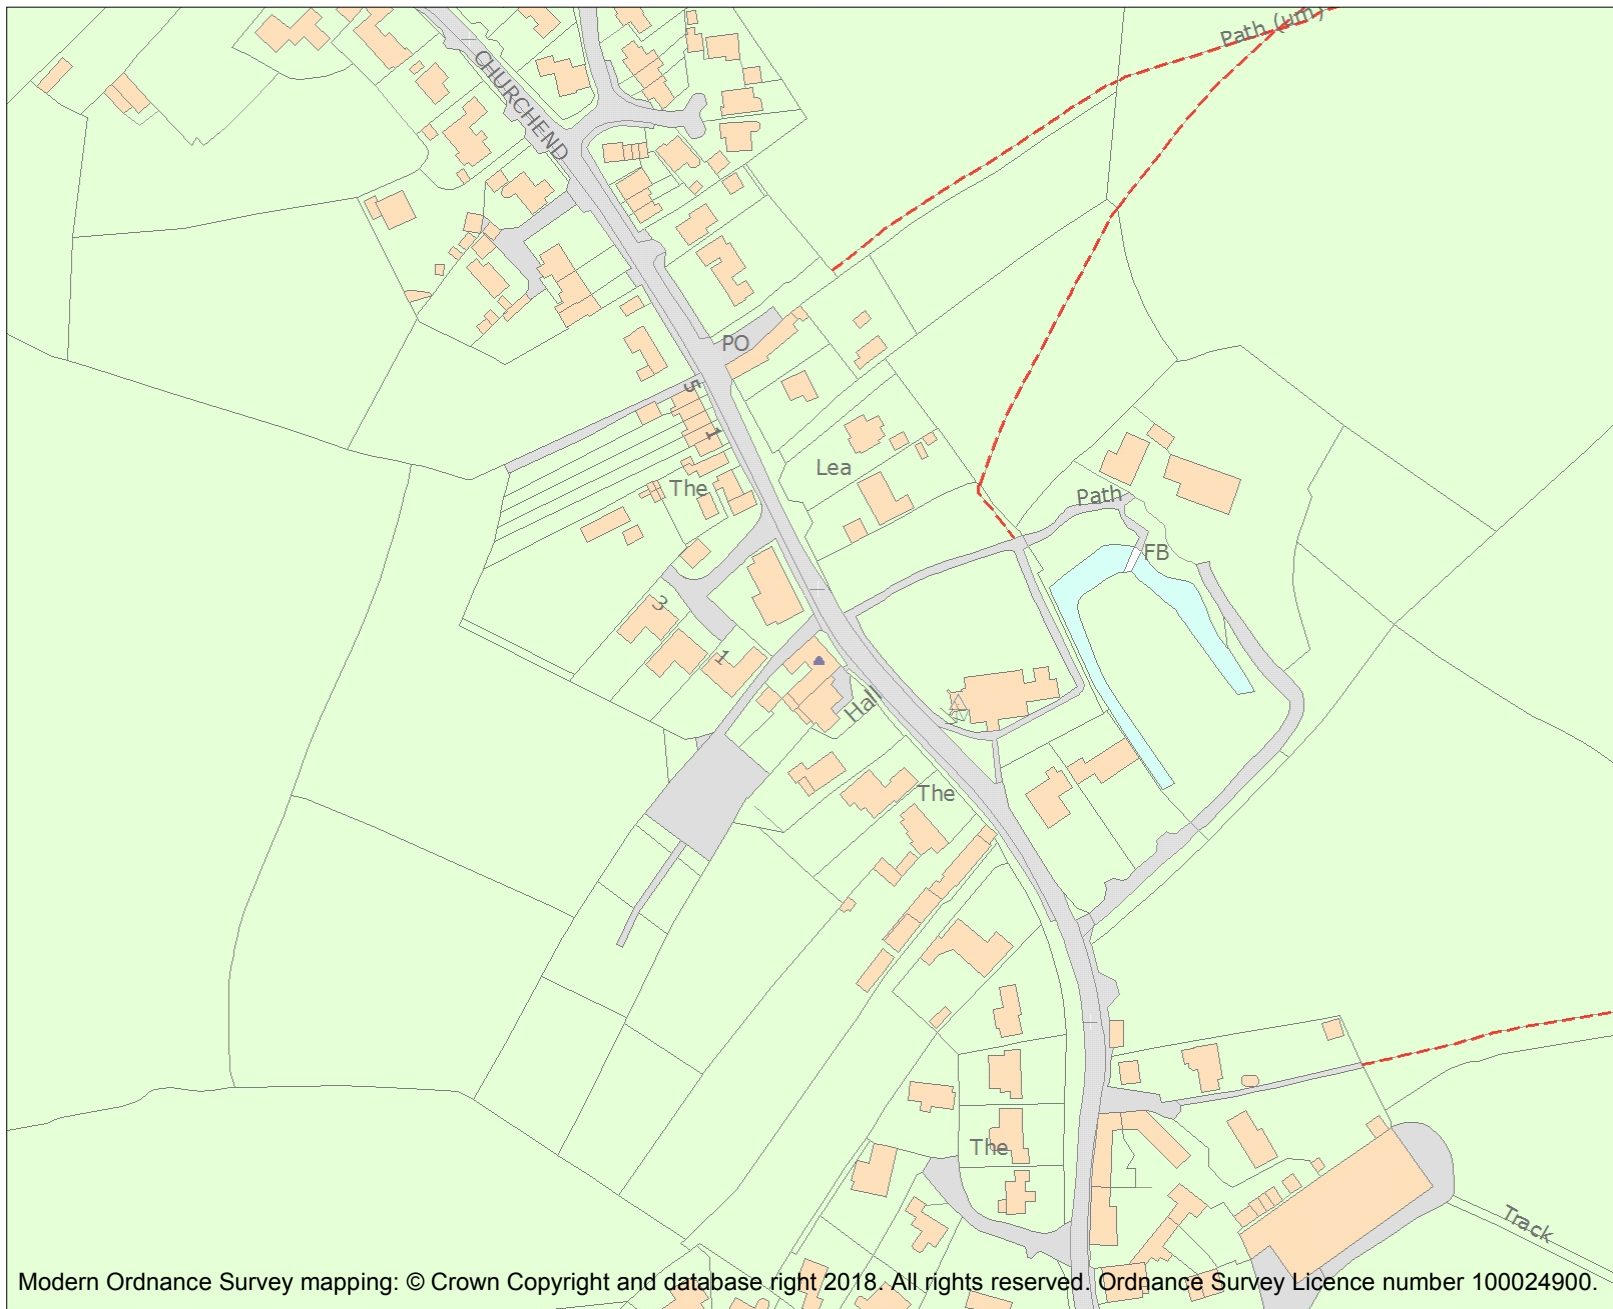 Path (um)
CHURCHEND
PO
5
1
Lea
The
Path
FB
3
1
Hall
The
The
Track
Modern Ordnance Survey mapping: © Crown Copyright and database right 2018. All rights reserved. Ordnance Survey Licence number 100024900.